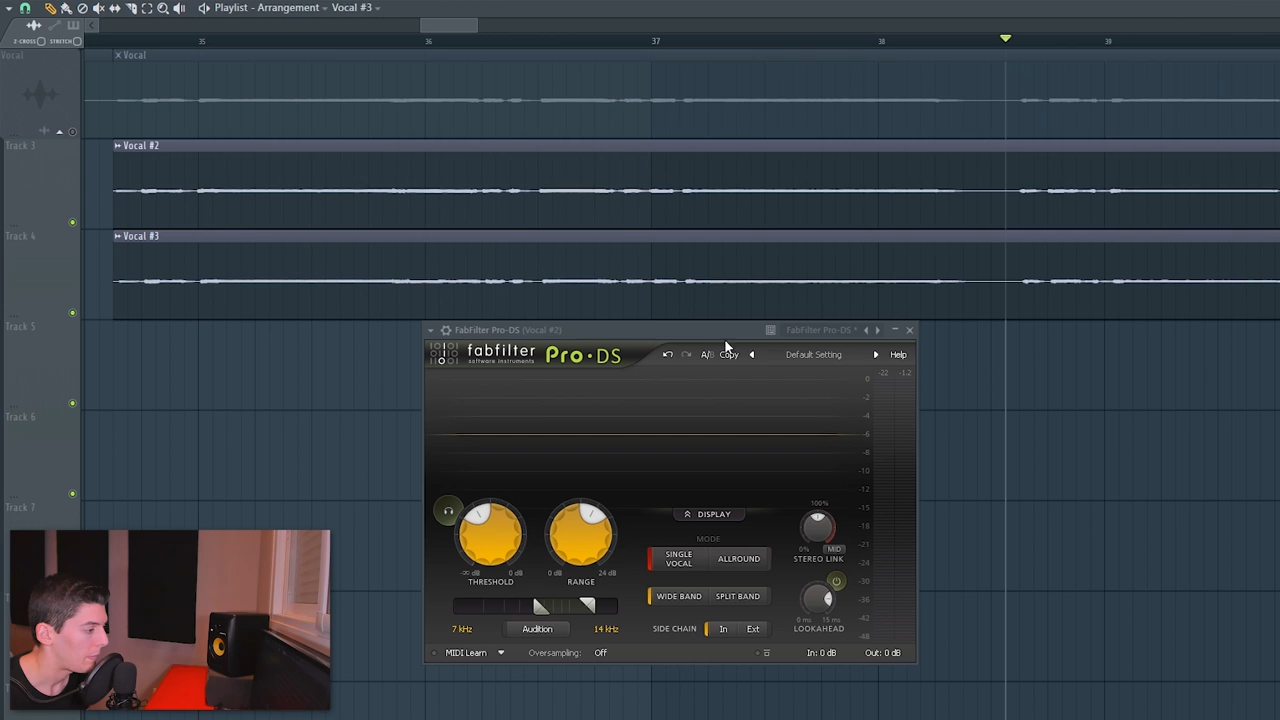 Playlist - Arrangement › Vocal #3 ›
Z-CROSS STRETCH
35 36 37 38 39
Vocal
Vocal
Track 3
Vocal #2
Track 4
Vocal #3
Track 5
Track 6
Track 7
FabFilter Pro-DS (Vocal #2)
FabFilter Pro-DS *
fabfilter
software instruments
Pro·DS
A/B
Copy
Default Setting
Help
-22 -1.2
0
-2
-4
-6
-8
-10
-12
-15
-18
-21
-24
-30
-36
-42
-48
DISPLAY
MODE
SINGLE VOCAL
ALLROUND
WIDE BAND
SPLIT BAND
SIDE CHAIN
In
Ext
-∞ dB 0 dB
THRESHOLD
0 dB 24 dB
RANGE
7 kHz
Audition
14 kHz
100%
0%
MID
STEREO LINK
0 ms 15 ms
LOOKAHEAD
MIDI Learn
Oversampling: Off
In: 0 dB
Out: 0 dB